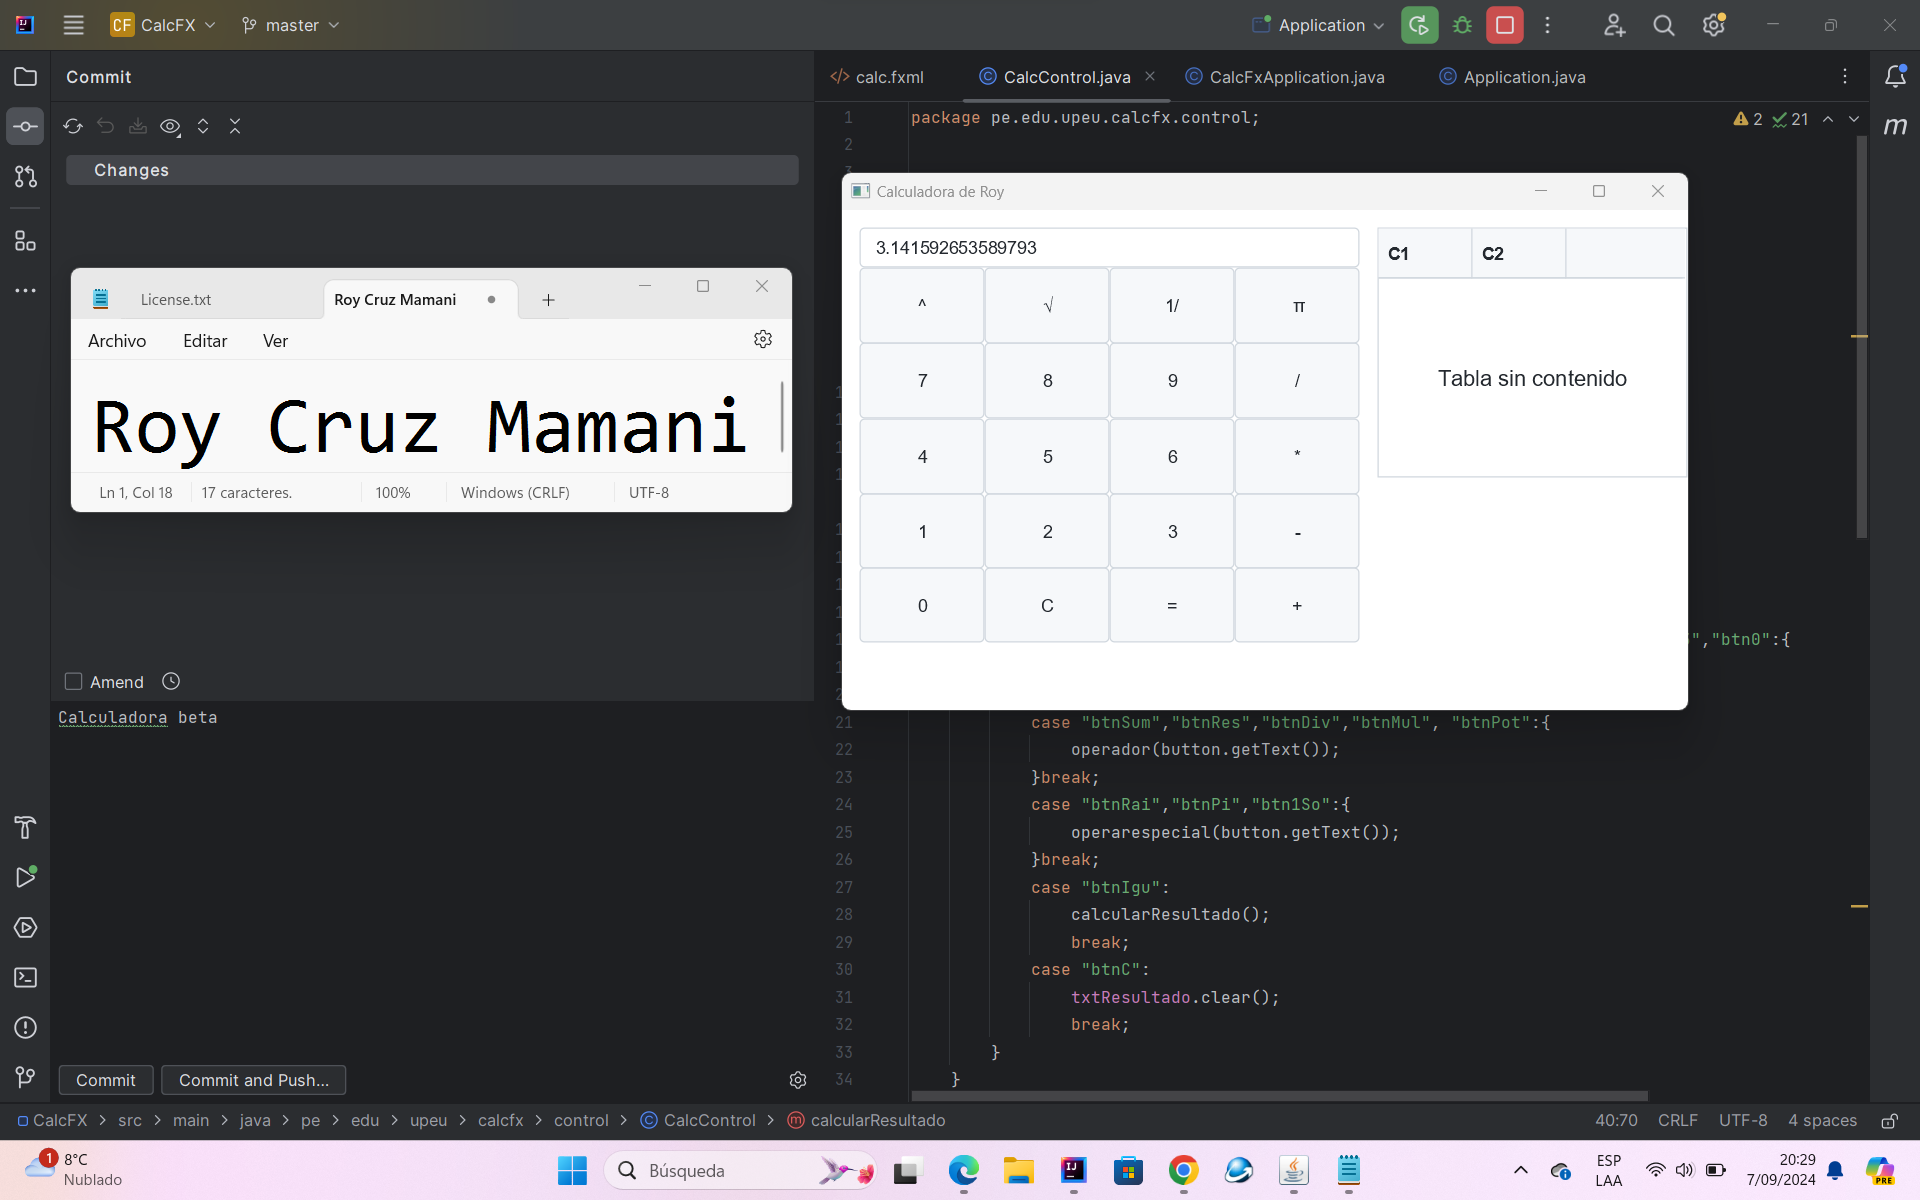 CF CalcFX master Application
Commit
Changes
License.txt Roy Cruz Mamani
Archivo Editar Ver
Roy Cruz Mamani
Ln 1, Col 18 17 caracteres. 100% Windows (CRLF) UTF-8
Amend
Calculadora beta
Commit Commit and Push...
calc.fxml CalcControl.java CalcFxApplication.java Application.java
1 package pe.edu.upeu.calcfx.control; 2 21
2
Calculadora de Roy
3.141592653589793
^ √ 1/ π
7 8 9 /
4 5 6 *
1 2 3 -
0 C = +
C1 C2
Tabla sin contenido
","btn0":{
21 case "btnSum","btnRes","btnDiv","btnMul", "btnPot":{
22 operador(button.getText());
23 }break;
24 case "btnRai","btnPi","btn1So":{
25 operarespecial(button.getText());
26 }break;
27 case "btnIgu":
28 calcularResultado();
29 break;
30 case "btnC":
31 txtResultado.clear();
32 break;
33 }
34 }
CalcFX > src > main > java > pe > edu > upeu > calcfx > control > CalcControl > calcularResultado 40:70 CRLF UTF-8 4 spaces
1 8°C
Nublado
Búsqueda
ESP
LAA
20:29
7/09/2024
PRE